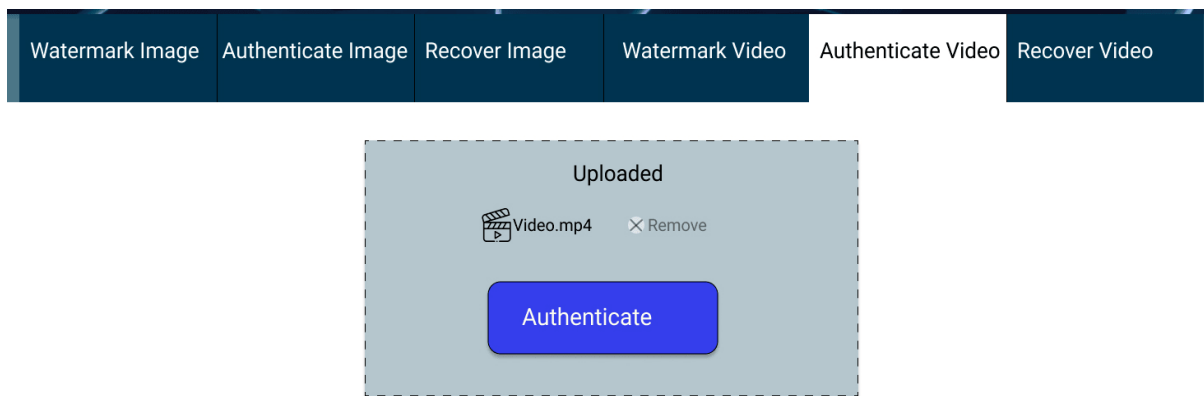 Watermark Image
Authenticate Image
Recover Image
Watermark Video
Authenticate Video
Recover Video
Uploaded
Video.mp4
Remove
Authenticate